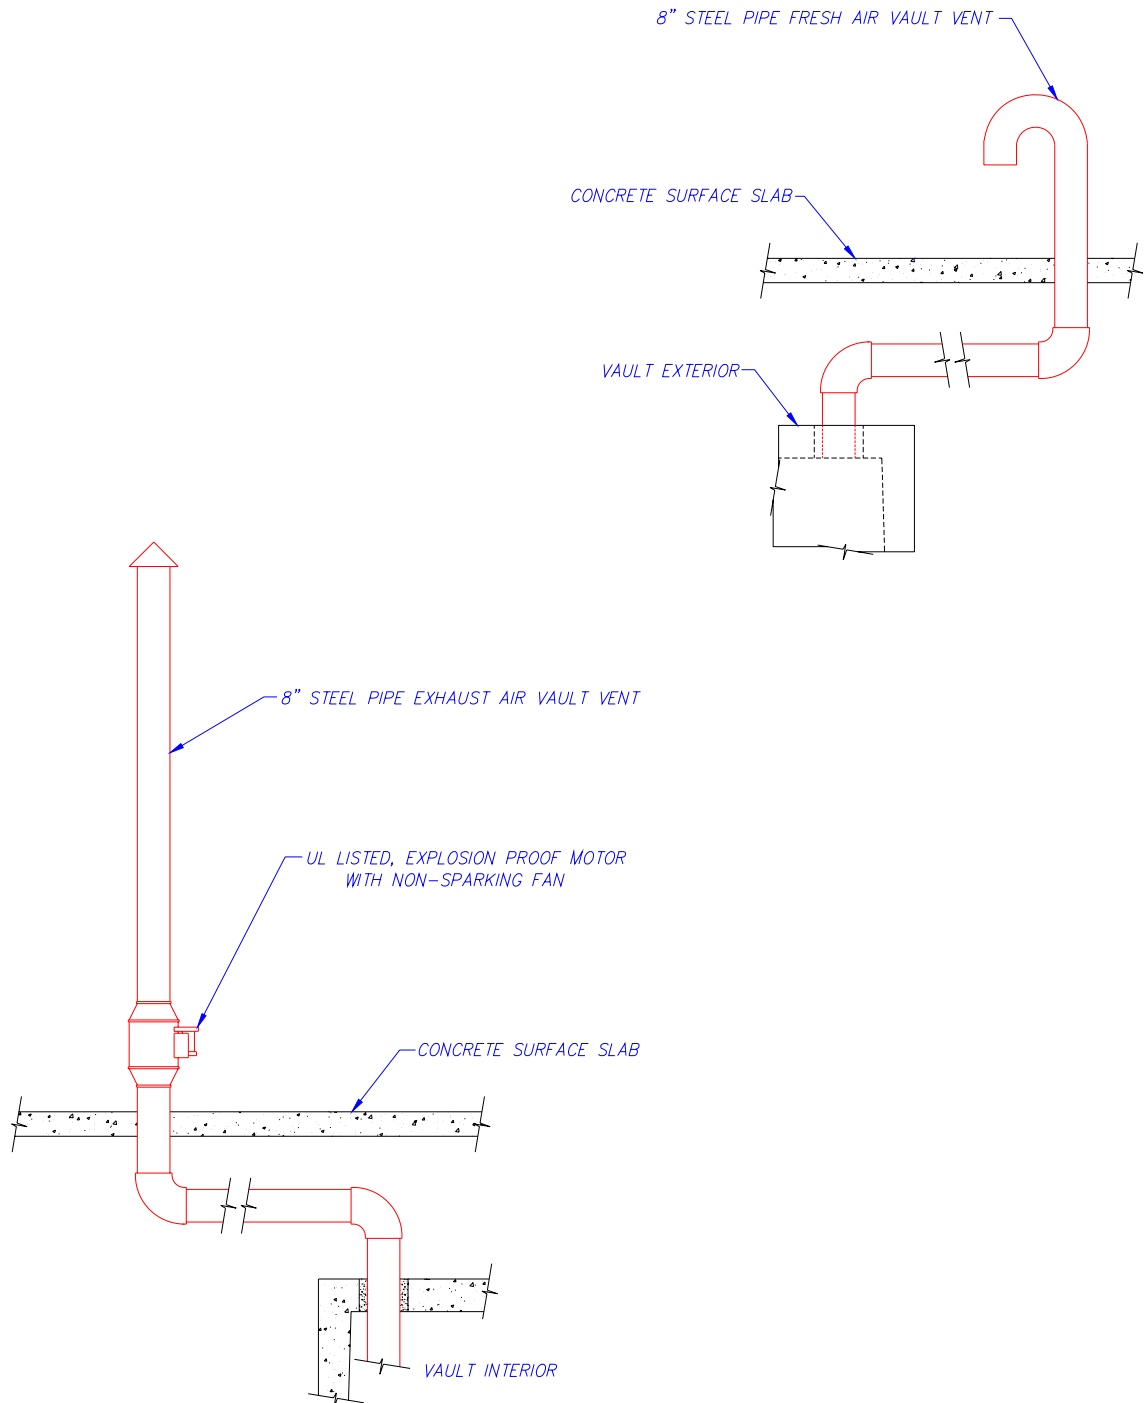 8" STEEL PIPE FRESH AIR VAULT VENT
CONCRETE SURFACE SLAB
VAULT EXTERIOR
8" STEEL PIPE EXHAUST AIR VAULT VENT
UL LISTED, EXPLOSION PROOF MOTOR
WITH NON-SPARKING FAN
CONCRETE SURFACE SLAB
VAULT INTERIOR